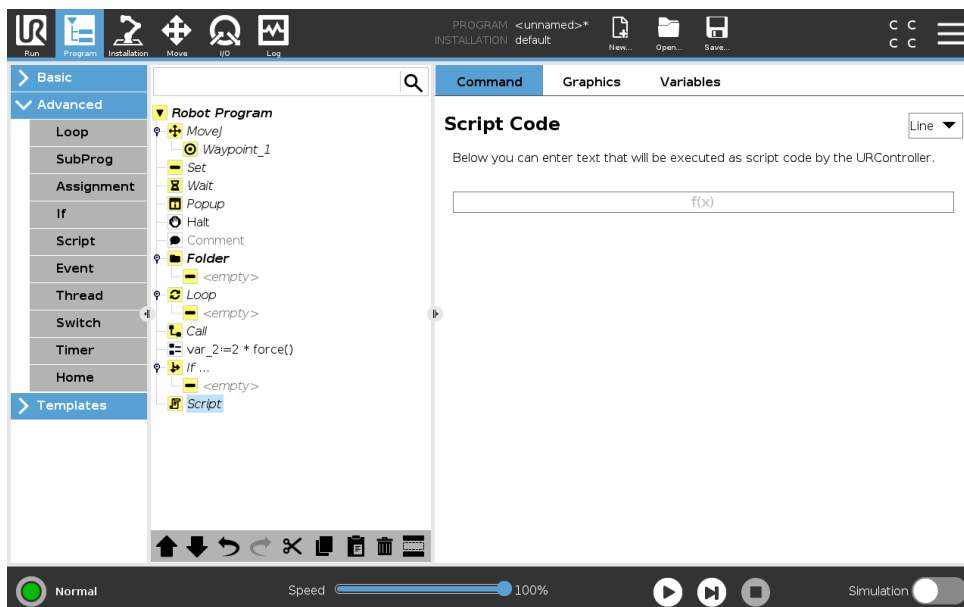 UR
PROGRAM <unnamed>*
INSTALLATION default
Run Program Installation Move I/O Log New... Open... Save...
C C
C C
Basic
Advanced
Loop
SubProg
Assignment
If
Script
Event
Thread
Switch
Timer
Home
Templates
Robot Program
MoveJ
Waypoint_1
Set
Wait
Popup
Halt
Comment
Folder
<empty>
Loop
<empty>
Call
var_2:=2 * force()
If ...
<empty>
Script
Command Graphics Variables
Script Code
Line
Below you can enter text that will be executed as script code by the URController.
f(x)
Normal
Speed 100%
Simulation